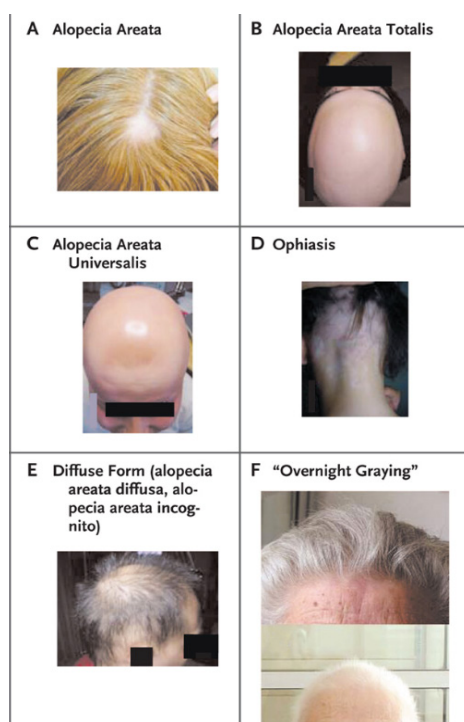 A Alopecia Areata
B Alopecia Areata Totalis
C Alopecia Areata
Universalis
D Ophiasis
E Diffuse Form (alopecia
areata diffusa, alo-
pecia areata incog-
nito)
F “Overnight Graying”